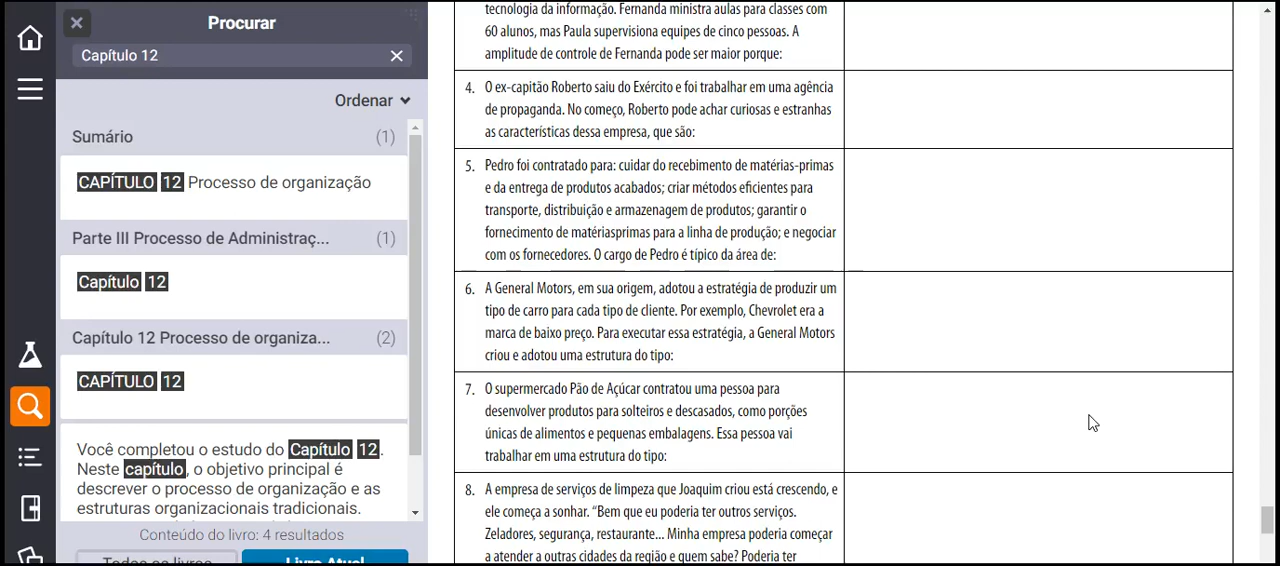 Procurar
Capítulo 12
Ordenar
Sumário (1)
CAPÍTULO 12 Processo de organização
Parte III Processo de Administraç... (1)
Capítulo 12
Capítulo 12 Processo de organiza... (2)
CAPÍTULO 12
Você completou o estudo do Capítulo 12.
Neste capítulo, o objetivo principal é
descrever o processo de organização e as
estruturas organizacionais tradicionais.
Conteúdo do livro: 4 resultados
Todos os livros
Livro Atual
tecnologia da informação. Fernanda ministra aulas para classes com
60 alunos, mas Paula supervisiona equipes de cinco pessoas. A
amplitude de controle de Fernanda pode ser maior porque:
4. O ex-capitão Roberto saiu do Exército e foi trabalhar em uma agência
de propaganda. No começo, Roberto pode achar curiosas e estranhas
as características dessa empresa, que são:
5. Pedro foi contratado para: cuidar do recebimento de matérias-primas
e da entrega de produtos acabados; criar métodos eficientes para
transporte, distribuição e armazenagem de produtos; garantir o
fornecimento de matériasprimas para a linha de produção; e negociar
com os fornecedores. O cargo de Pedro é típico da área de:
6. A General Motors, em sua origem, adotou a estratégia de produzir um
tipo de carro para cada tipo de cliente. Por exemplo, Chevrolet era a
marca de baixo preço. Para executar essa estratégia, a General Motors
criou e adotou uma estrutura do tipo:
7. O supermercado Pão de Açúcar contratou uma pessoa para
desenvolver produtos para solteiros e descasados, como porções
únicas de alimentos e pequenas embalagens. Essa pessoa vai
trabalhar em uma estrutura do tipo:
8. A empresa de serviços de limpeza que Joaquim criou está crescendo, e
ele começa a sonhar. “Bem que eu poderia ter outros serviços.
Zeladores, segurança, restaurante... Minha empresa poderia começar
a atender a outras cidades da região e quem sabe? Poderia ter